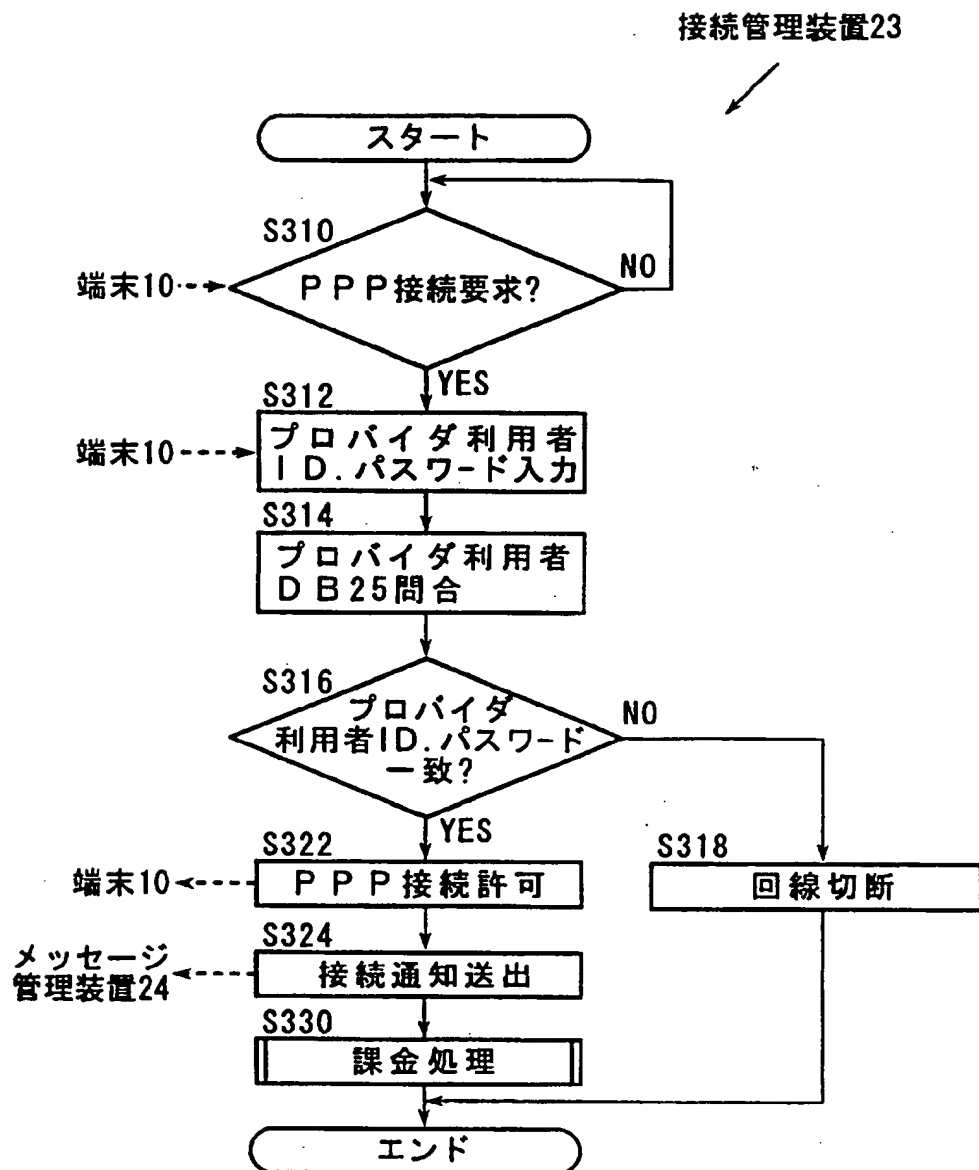 接続管理装置23
スタート
S310
端末10
PPP接続要求?
NO
YES
S312
端末10
プロバイダ利用者
ID.パスワード入力
S314
プロバイダ利用者
DB25問合
S316
プロバイダ
利用者ID.パスワード
一致?
NO
YES
S322
端末10
PPP接続許可
S318
回線切断
S324
メッセージ
管理装置24
接続通知送出
S330
課金処理
エンド